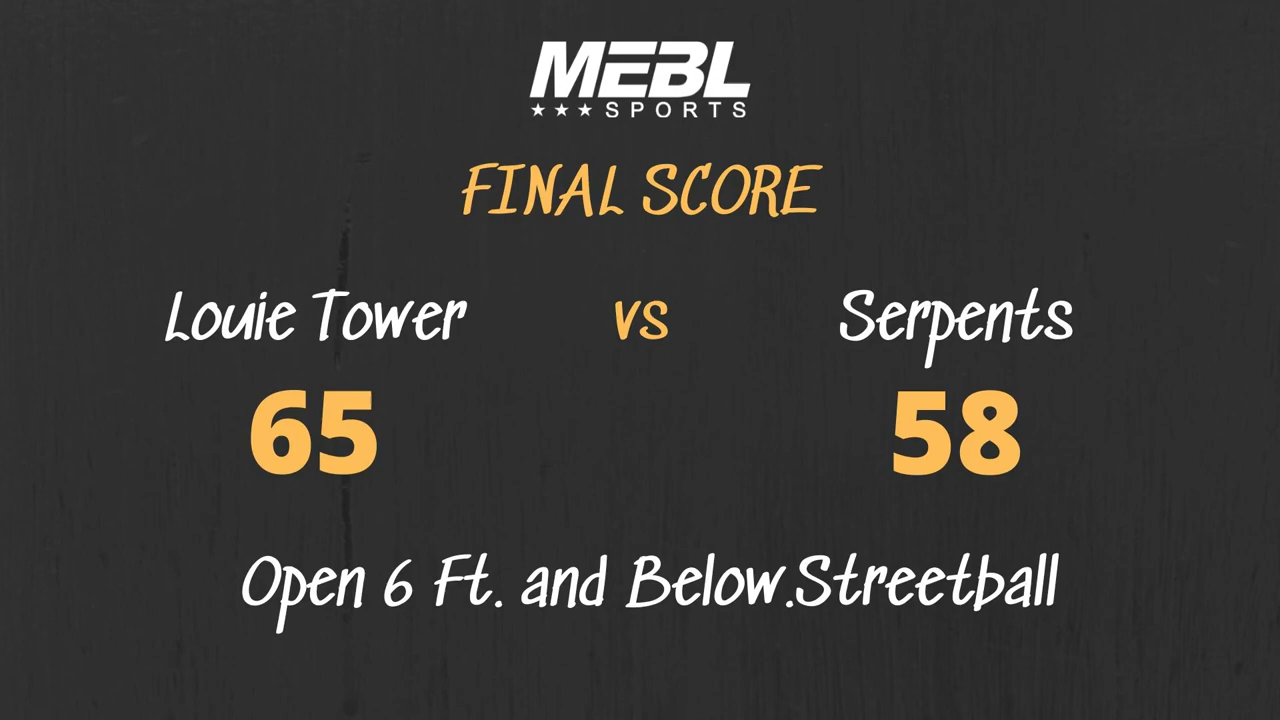 MEBL
SPORTS
FINAL SCORE
Louie Tower vs Serpents
65 58
Open 6 Ft. and Below.Streetball